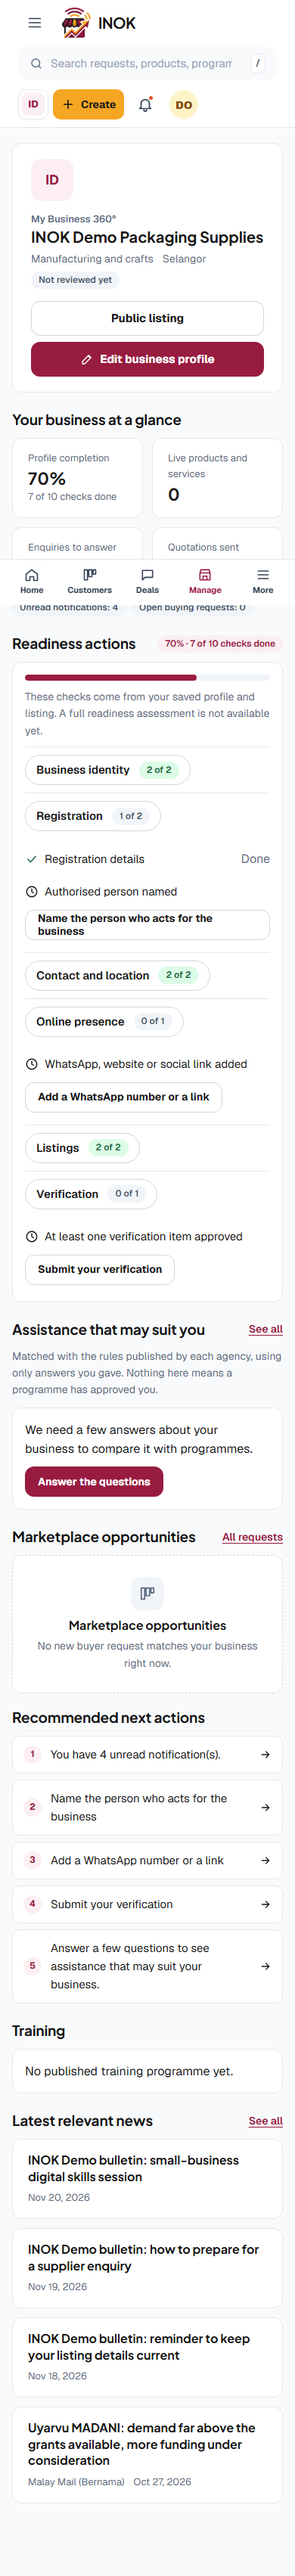 INOK
Search requests, products, program
/
ID
+ Create
DO
ID
My Business 360°
INOK Demo Packaging Supplies
Manufacturing and crafts Selangor
Not reviewed yet
Public listing
Edit business profile
Your business at a glance
Profile completion
70%
7 of 10 checks done
Live products and
services
0
Enquiries to answer
Quotations sent
Home
Customers
Deals
Manage
More
Unread notifications: 4
Open buying requests: 0
Readiness actions
70% · 7 of 10 checks done
These checks come from your saved profile and
listing. A full readiness assessment is not available
yet.
Business identity 2 of 2
Registration 1 of 2
Registration details Done
Authorised person named
Name the person who acts for the
business
Contact and location 2 of 2
Online presence 0 of 1
WhatsApp, website or social link added
Add a WhatsApp number or a link
Listings 2 of 2
Verification 0 of 1
At least one verification item approved
Submit your verification
Assistance that may suit you
See all
Matched with the rules published by each agency, using
only answers you gave. Nothing here means a
programme has approved you.
We need a few answers about your
business to compare it with programmes.
Answer the questions
Marketplace opportunities
All requests
Marketplace opportunities
No new buyer request matches your business
right now.
Recommended next actions
1 You have 4 unread notification(s). →
2 Name the person who acts for the
business →
3 Add a WhatsApp number or a link →
4 Submit your verification →
5 Answer a few questions to see
assistance that may suit your
business. →
Training
No published training programme yet.
Latest relevant news
See all
INOK Demo bulletin: small-business
digital skills session
Nov 20, 2026
INOK Demo bulletin: how to prepare for
a supplier enquiry
Nov 19, 2026
INOK Demo bulletin: reminder to keep
your listing details current
Nov 18, 2026
Uyarvu MADANI: demand far above the
grants available, more funding under
consideration
Malay Mail (Bernama) Oct 27, 2026